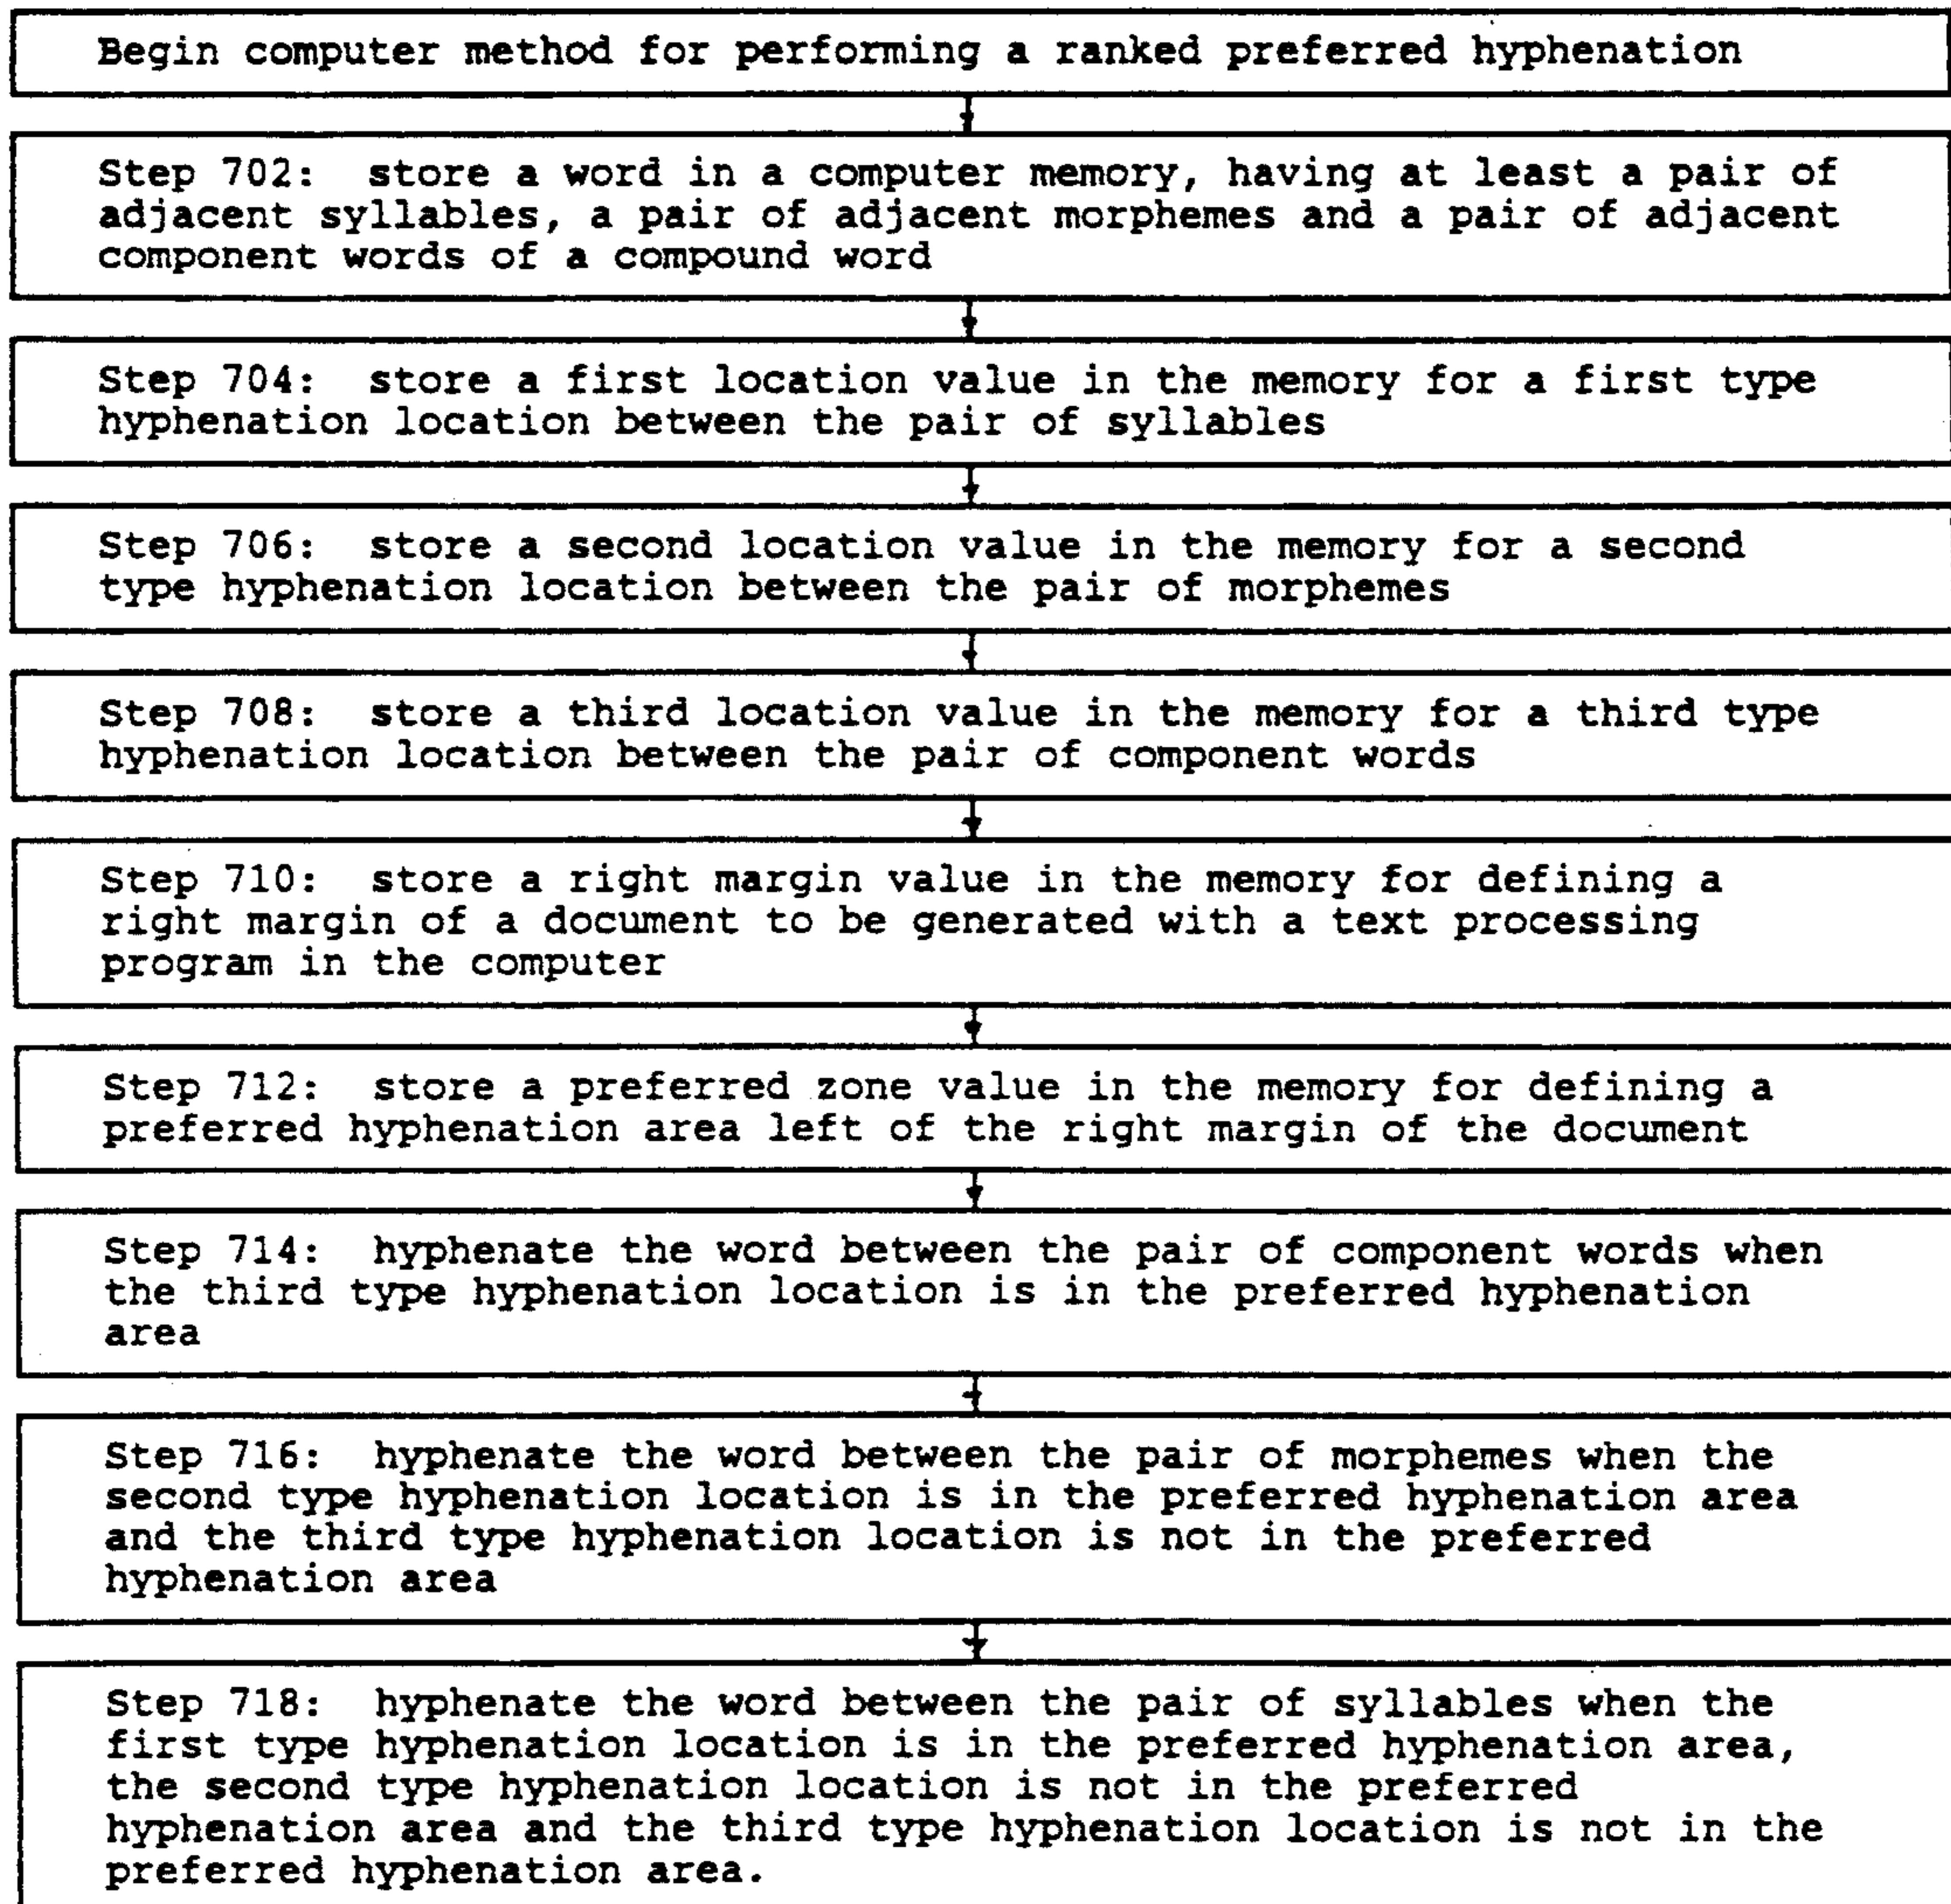 Begin computer method for performing a ranked preferred hyphenation
Step 702: store a word in a computer memory, having at least a pair of
adjacent syllables, a pair of adjacent morphemes and a pair of adjacent
component words of a compound word
Step 704: store a first location value in the memory for a first type
hyphenation location between the pair of syllables
Step 706: store a second location value in the memory for a second
type hyphenation location between the pair of morphemes
Step 708: store a third location value in the memory for a third type
hyphenation location between the pair of component words
Step 710: store a right margin value in the memory for defining a
right margin of a document to be generated with a text processing
program in the computer
Step 712: store a preferred zone value in the memory for defining a
preferred hyphenation area left of the right margin of the document
Step 714: hyphenate the word between the pair of component words when
the third type hyphenation location is in the preferred hyphenation
area
Step 716: hyphenate the word between the pair of morphemes when the
second type hyphenation location is in the preferred hyphenation area
and the third type hyphenation location is not in the preferred
hyphenation area
Step 718: hyphenate the word between the pair of syllables when the
first type hyphenation location is in the preferred hyphenation area,
the second type hyphenation location is not in the preferred
hyphenation area and the third type hyphenation location is not in the
preferred hyphenation area.